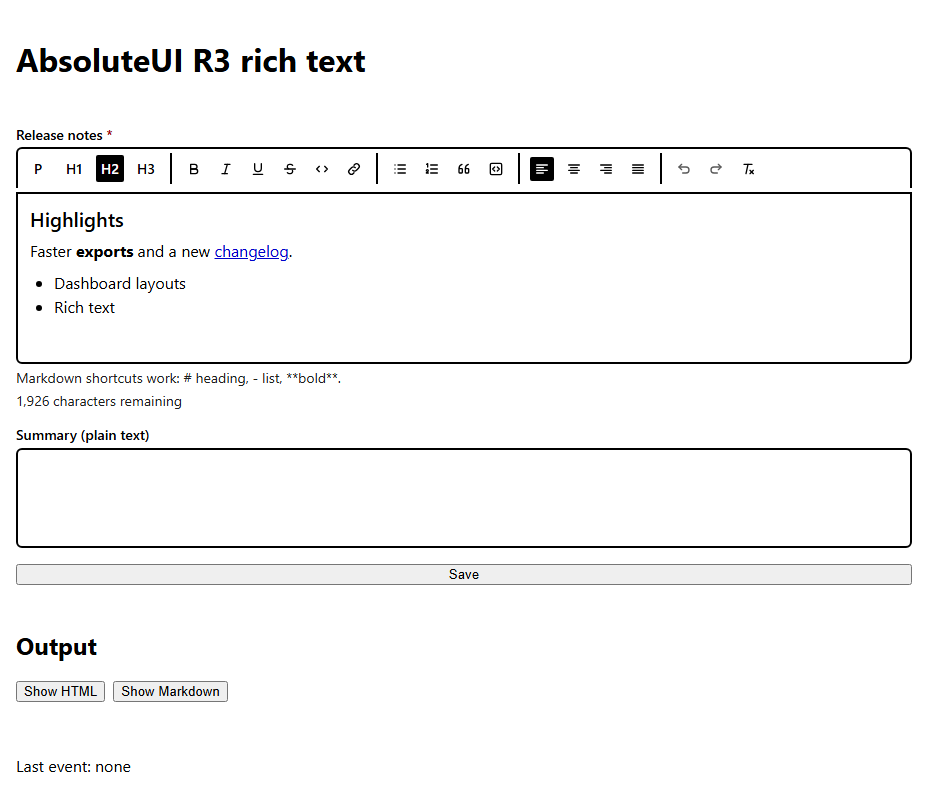 AbsoluteUI R3 rich text
Release notes *
P H1 H2 H3 B I U S
Highlights
Faster exports and a new changelog.
• Dashboard layouts
• Rich text
Markdown shortcuts work: # heading, - list, **bold**.
1,926 characters remaining
Summary (plain text)
Save
Output
Show HTML Show Markdown
Last event: none